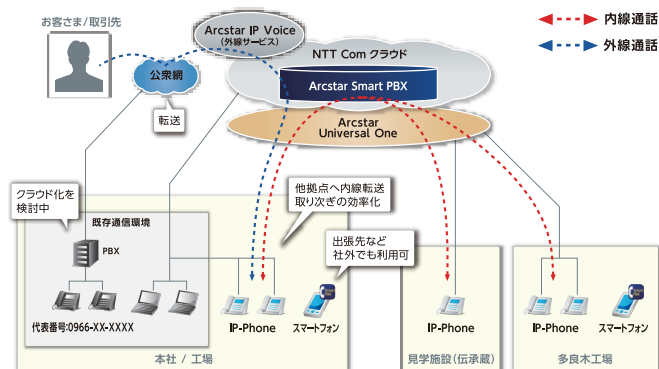 お客さま/取引先
Arcstar IP Voice
(外線サービス)
内線通話
外線通話
公衆網
NTT Com クラウド
Arcstar Smart PBX
転送
Arcstar
Universal One
クラウド化を
検討中
既存通信環境
PBX
代表番号:0966-XX-XXXX
他拠点へ内線転送
取り次ぎの効率化
出張先など
社外でも利用可
IP-Phone
スマートフォン
本社 / 工場
IP-Phone
見学施設(伝承蔵)
IP-Phone
スマートフォン
多良木工場